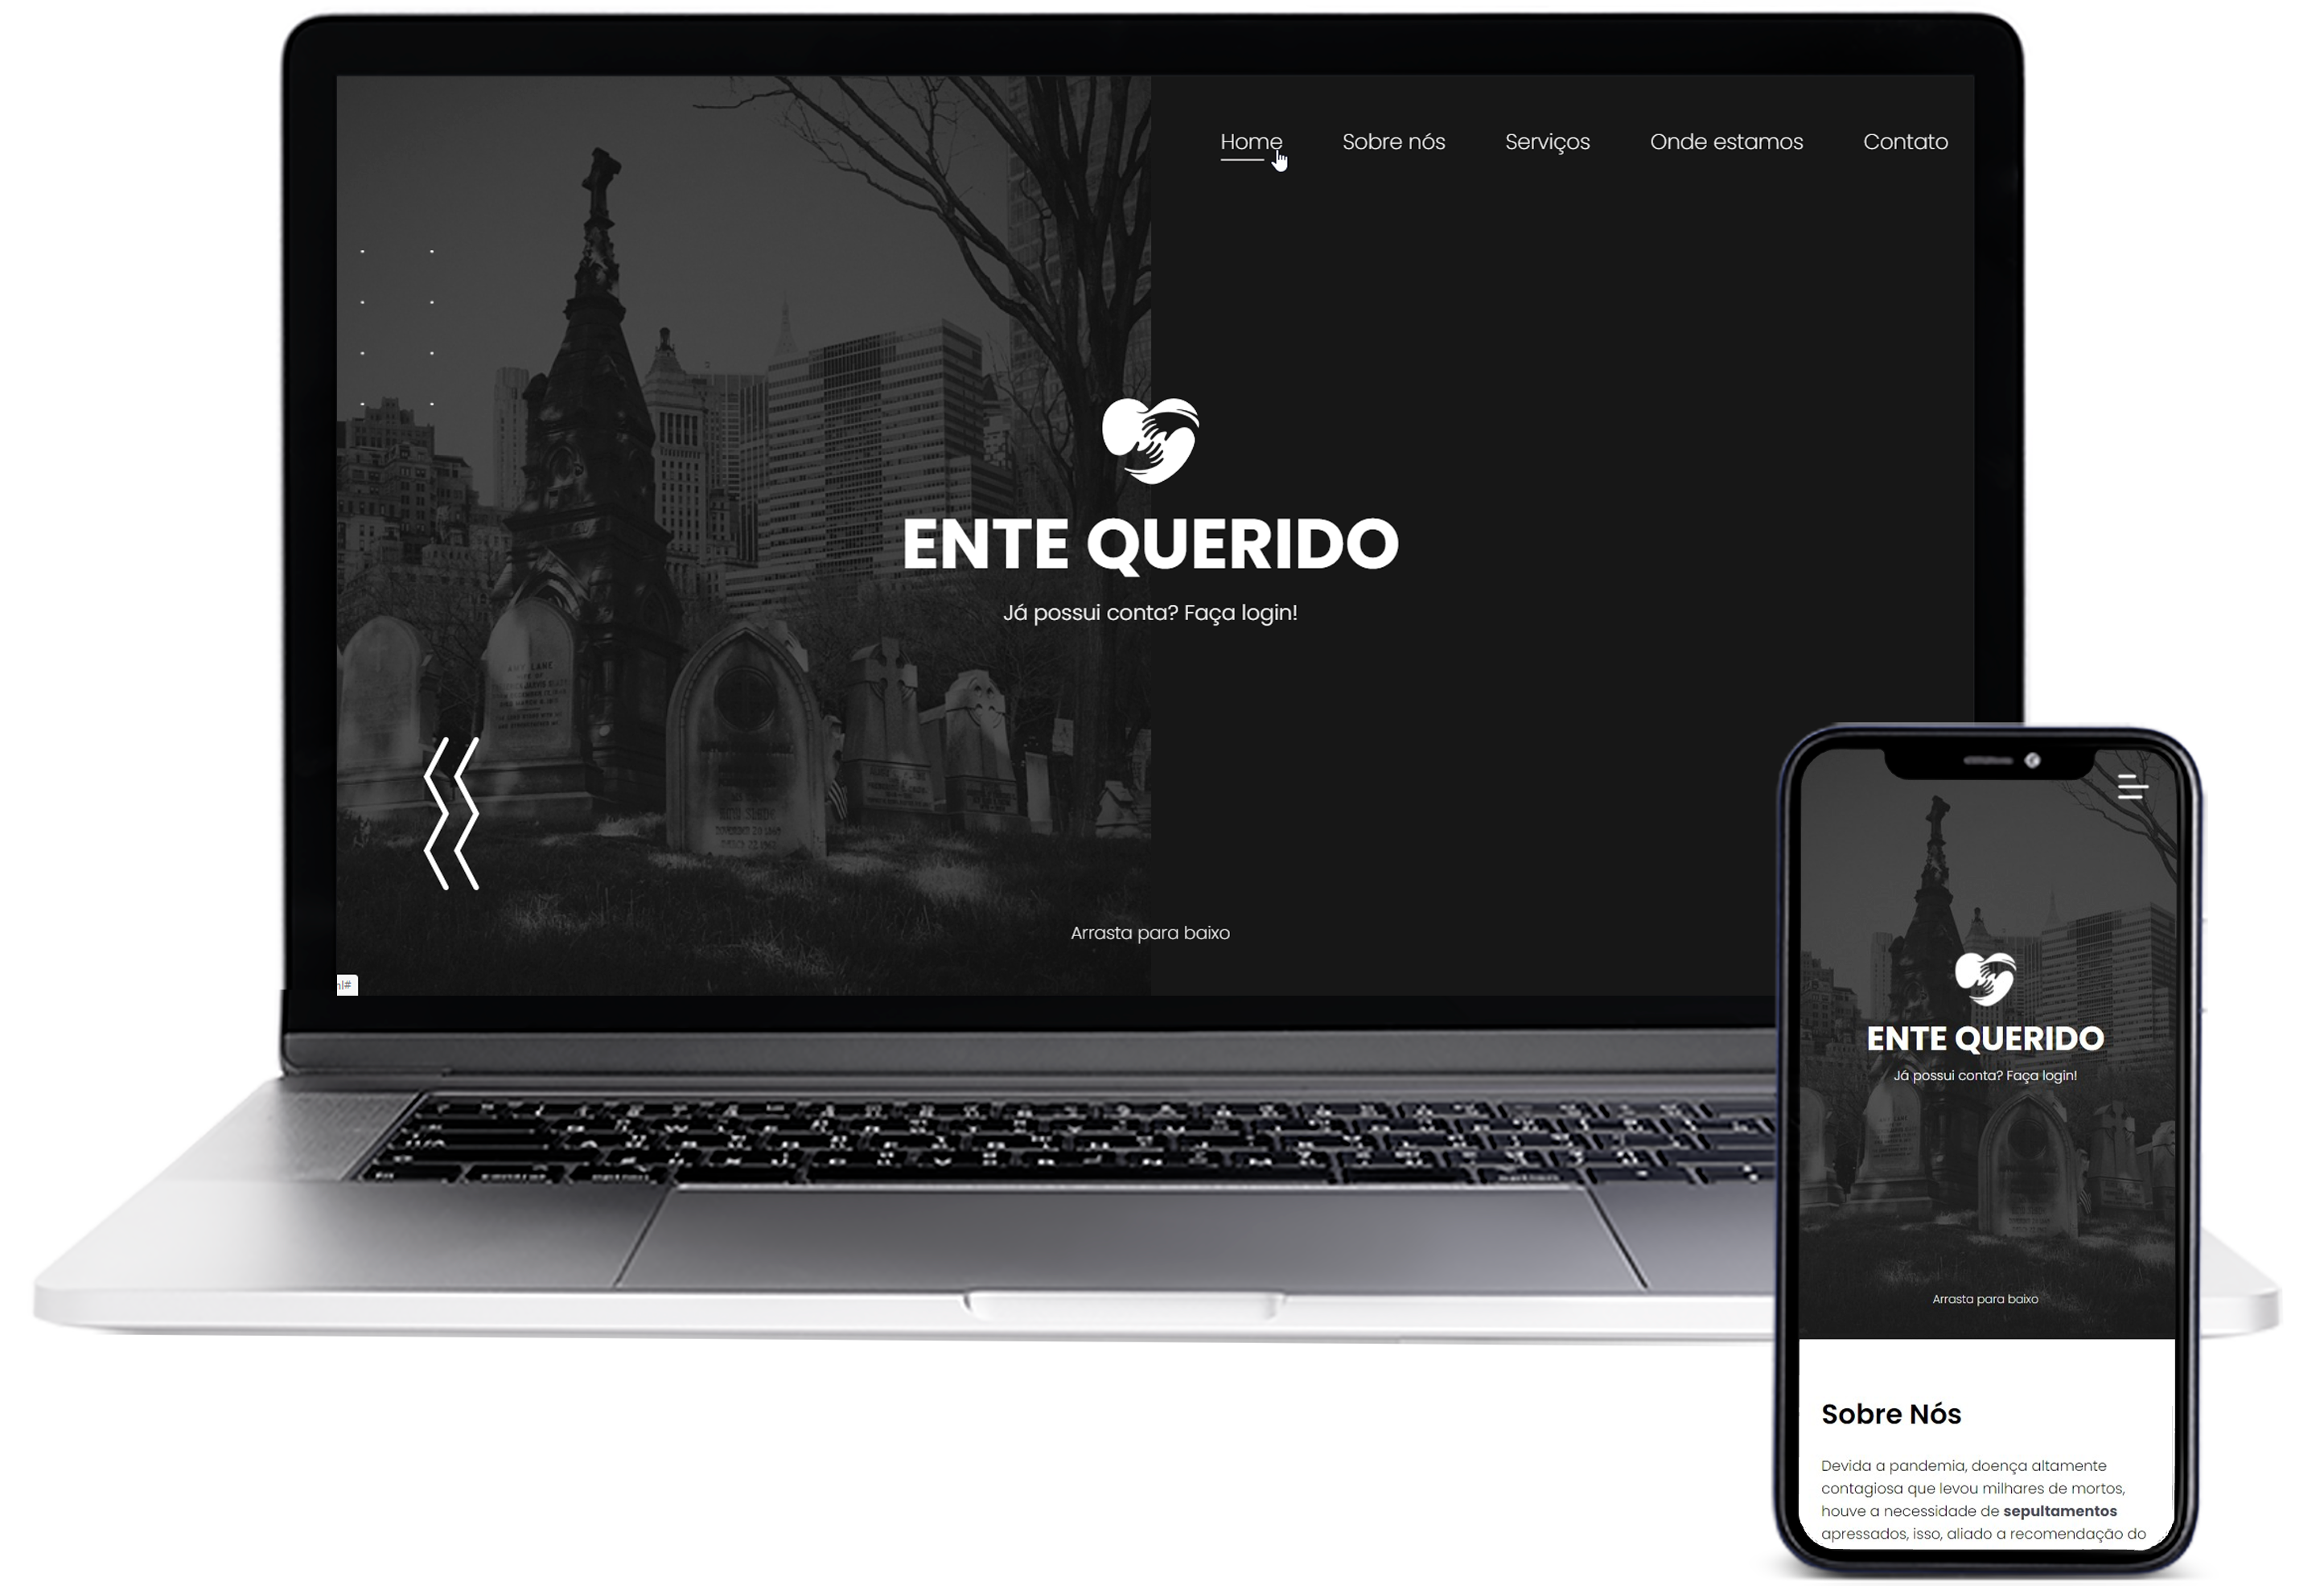 Home Sobre nós Serviços Onde estamos Contato
ENTE QUERIDO
Já possui conta? Faça login!
Arrasta para baixo
ENTE QUERIDO
Já possui conta? Faça login!
Arrasta para baixo
Sobre Nós
Devida a pandemia, doença altamente
contagiosa que levou milhares de mortos,
houve a necessidade de sepultamentos
apressados, isso, aliado a recomendação do